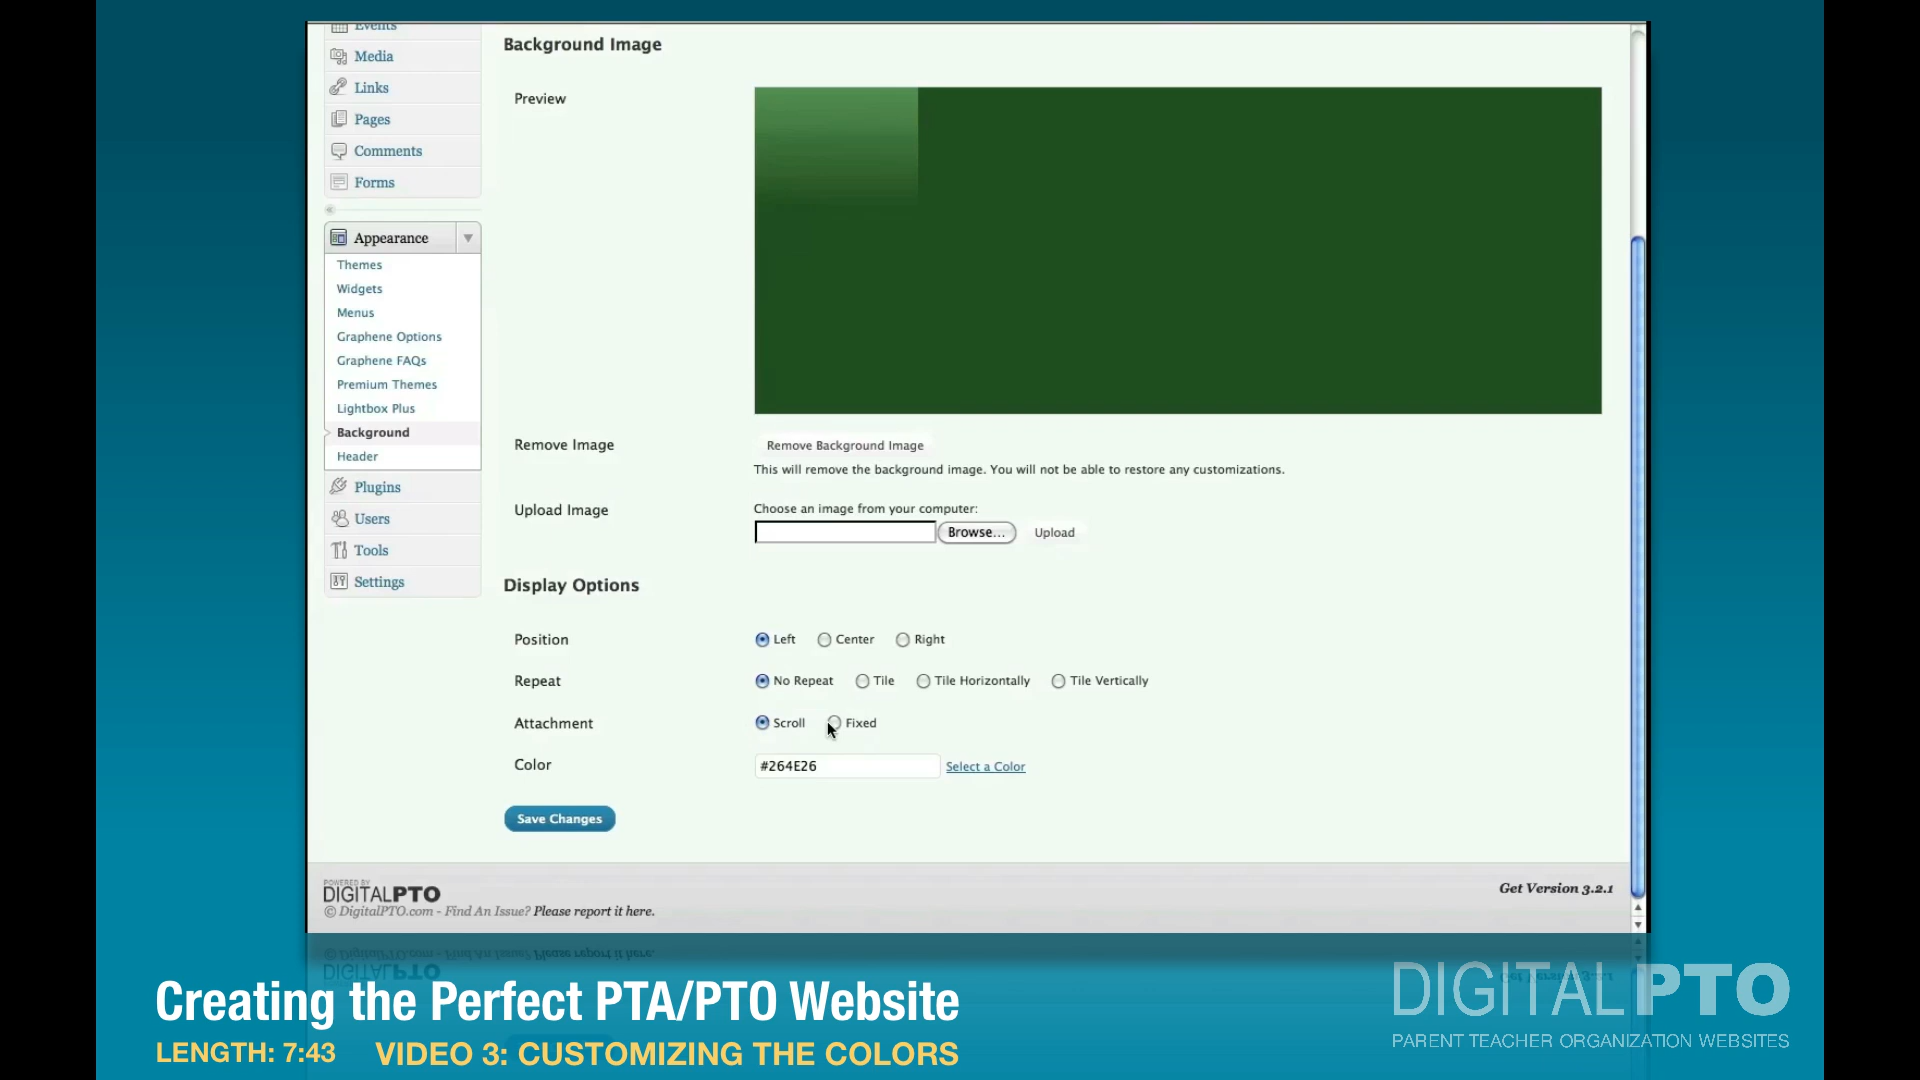 Events
Media
Links
Pages
Comments
Forms
Appearance
Themes
Widgets
Menus
Graphene Options
Graphene FAQs
Premium Themes
Lightbox Plus
Background
Header
Plugins
Users
Tools
Settings
Background Image
Preview
Remove Image
Remove Background Image
This will remove the background image. You will not be able to restore any customizations.
Upload Image
Choose an image from your computer:
Browse... Upload
Display Options
Position Left Center Right
Repeat No Repeat Tile Tile Horizontally Tile Vertically
Attachment Scroll Fixed
Color #264E26 Select a Color
Save Changes
POWERED BY
DIGITALPTO
© DigitalPTO.com - Find An Issue? Please report it here.
Get Version 3.2.1
Creating the Perfect PTA/PTO Website
LENGTH: 7:43 VIDEO 3: CUSTOMIZING THE COLORS
DIGITALPTO
PARENT TEACHER ORGANIZATION WEBSITES